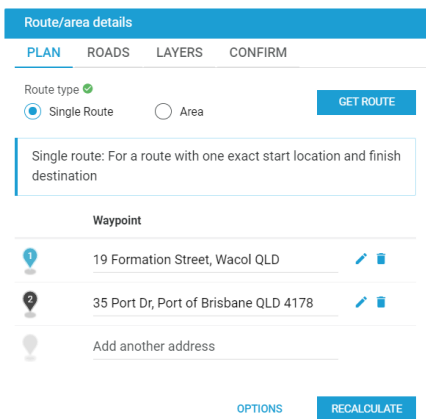 Route/area details
PLAN ROADS LAYERS CONFIRM
Route type
Single Route Area GET ROUTE
Single route: For a route with one exact start location and finish
destination
Waypoint
1 19 Formation Street, Wacol QLD
2 35 Port Dr, Port of Brisbane QLD 4178
Add another address
OPTIONS RECALCULATE